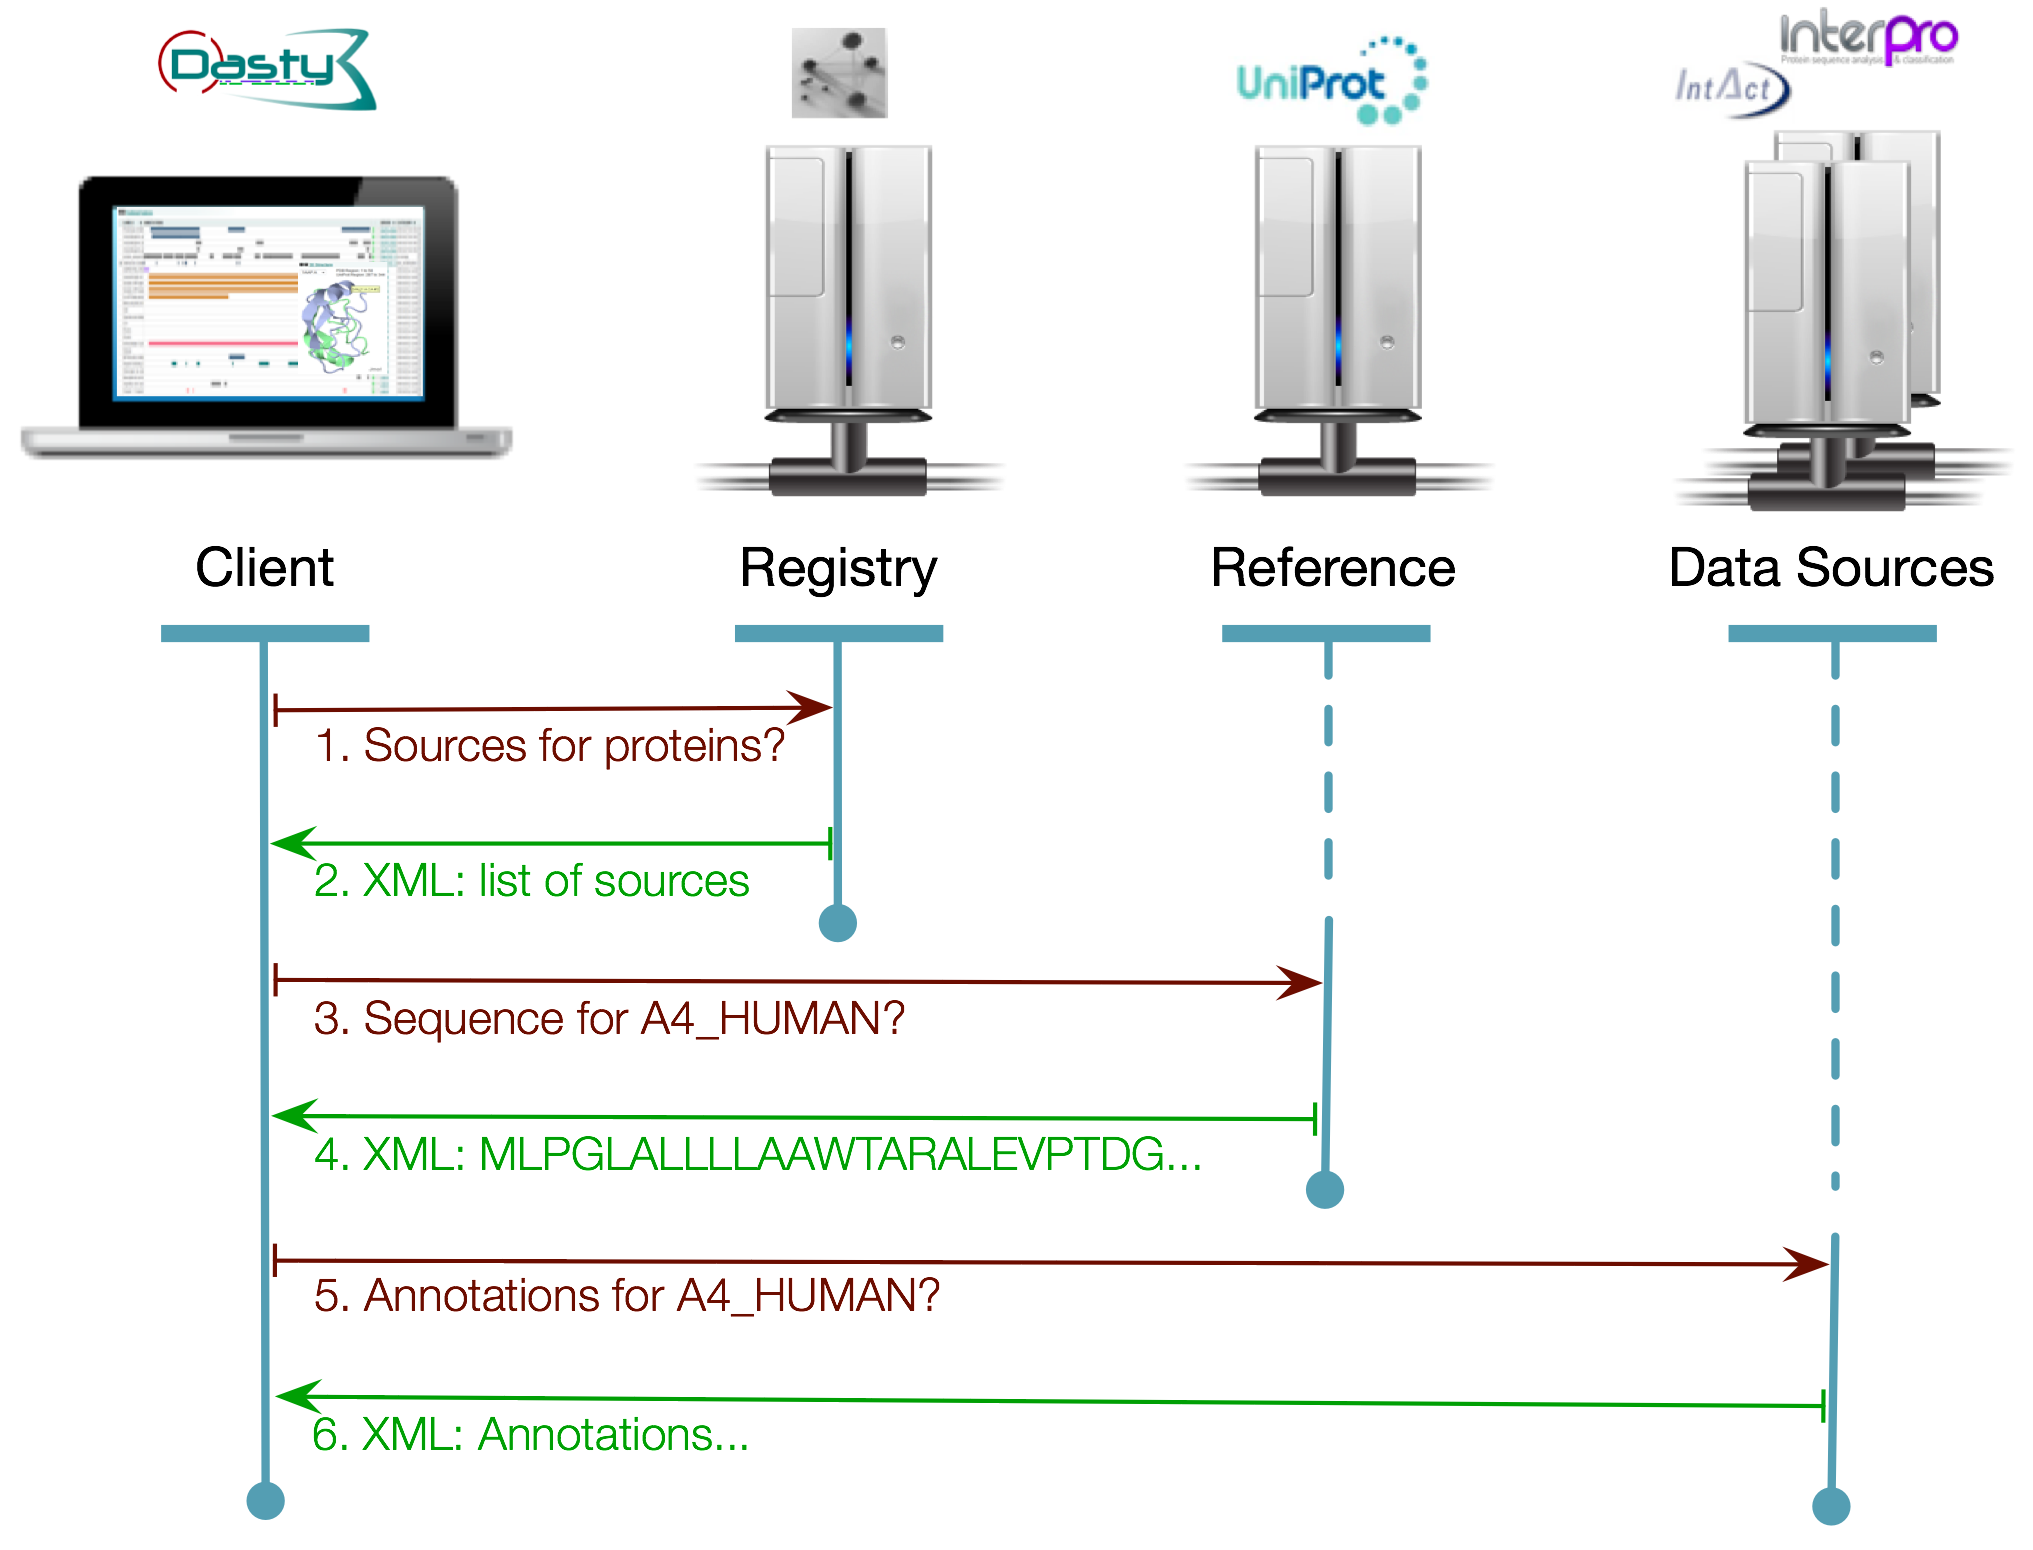 Dasty3
UniProt
InterPro
Protein sequence analysis & classification
IntAct
Client
Registry
Reference
Data Sources
1. Sources for proteins?
2. XML: list of sources
3. Sequence for A4_HUMAN?
4. XML: MLPGLALLLLAAWTARALEVPTDG...
5. Annotations for A4_HUMAN?
6. XML: Annotations...